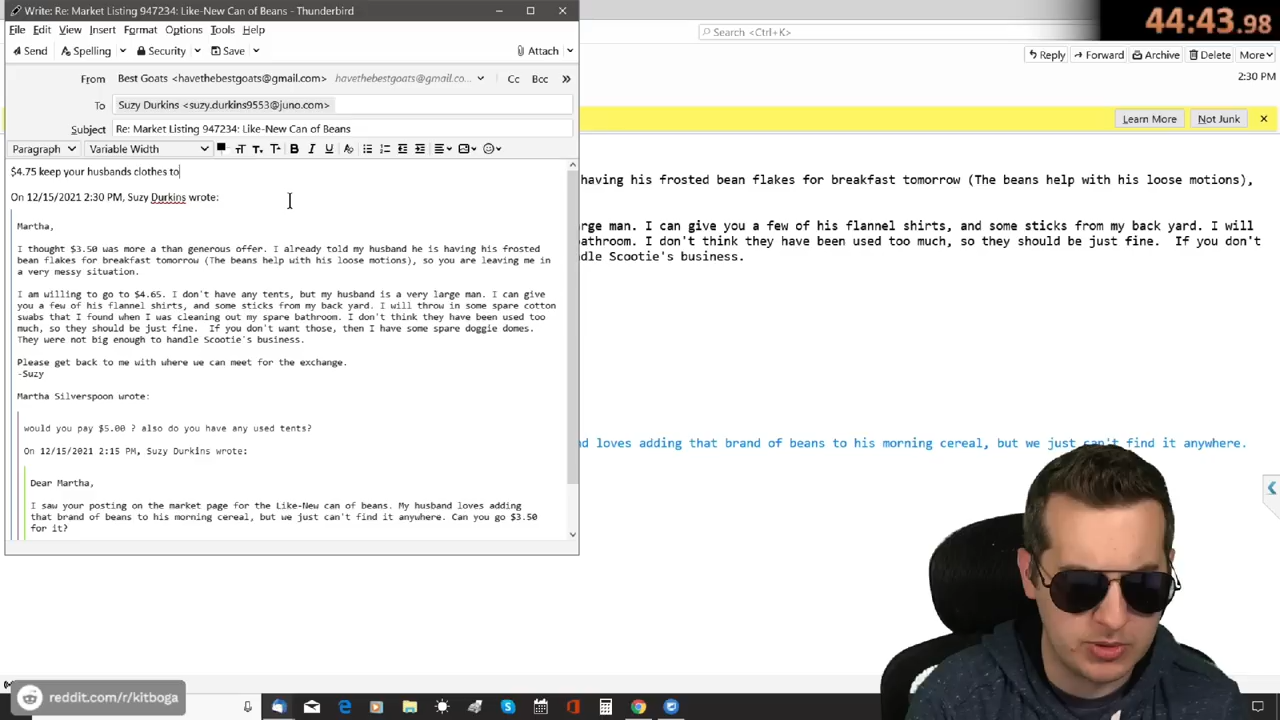 Write: Re: Market Listing 947234: Like-New Can of Beans - Thunderbird
44:43.98
File Edit View Insert Format Options Tools Help
Search <Ctrl+K>
Send Spelling Security Save Attach
Reply Forward Archive Delete More
2:30 PM
From Best Goats <havethebestgoats@gmail.com> havethebestgoats@gmail.co... Cc Bcc »
To Suzy Durkins <suzy.durkins9553@juno.com>
Learn More Not Junk
Subject Re: Market Listing 947234: Like-New Can of Beans
Paragraph Variable Width
$4.75 keep your husbands clothes to
On 12/15/2021 2:30 PM, Suzy Durkins wrote:
Martha,
I thought $3.50 was more a than generous offer. I already told my husband he is having his frosted
bean flakes for breakfast tomorrow (The beans help with his loose motions), so you are leaving me in
a very messy situation.
I am willing to go to $4.65. I don't have any tents, but my husband is a very large man. I can give
you a few of his flannel shirts, and some sticks from my back yard. I will throw in some spare cotton
swabs that I found when I was cleaning out my spare bathroom. I don't think they have been used too
much, so they should be just fine. If you don't want those, then I have some spare doggie domes.
They were not big enough to handle Scootie's business.
Please get back to me with where we can meet for the exchange.
-Suzy
Martha Silverspoon wrote:
would you pay $5.00 ? also do you have any used tents?
On 12/15/2021 2:15 PM, Suzy Durkins wrote:
Dear Martha,
I saw your posting on the market page for the Like-New can of beans. My husband loves adding
that brand of beans to his morning cereal, but we just can't find it anywhere. Can you go $3.50
for it?
having his frosted bean flakes for breakfast tomorrow (The beans help with his loose motions),
rge man. I can give you a few of his flannel shirts, and some sticks from my back yard. I will
athroom. I don't think they have been used too much, so they should be just fine. If you don't
dle Scootie's business.
d loves adding that brand of beans to his morning cereal, but we just can't find it anywhere.
reddit.com/r/kitboga